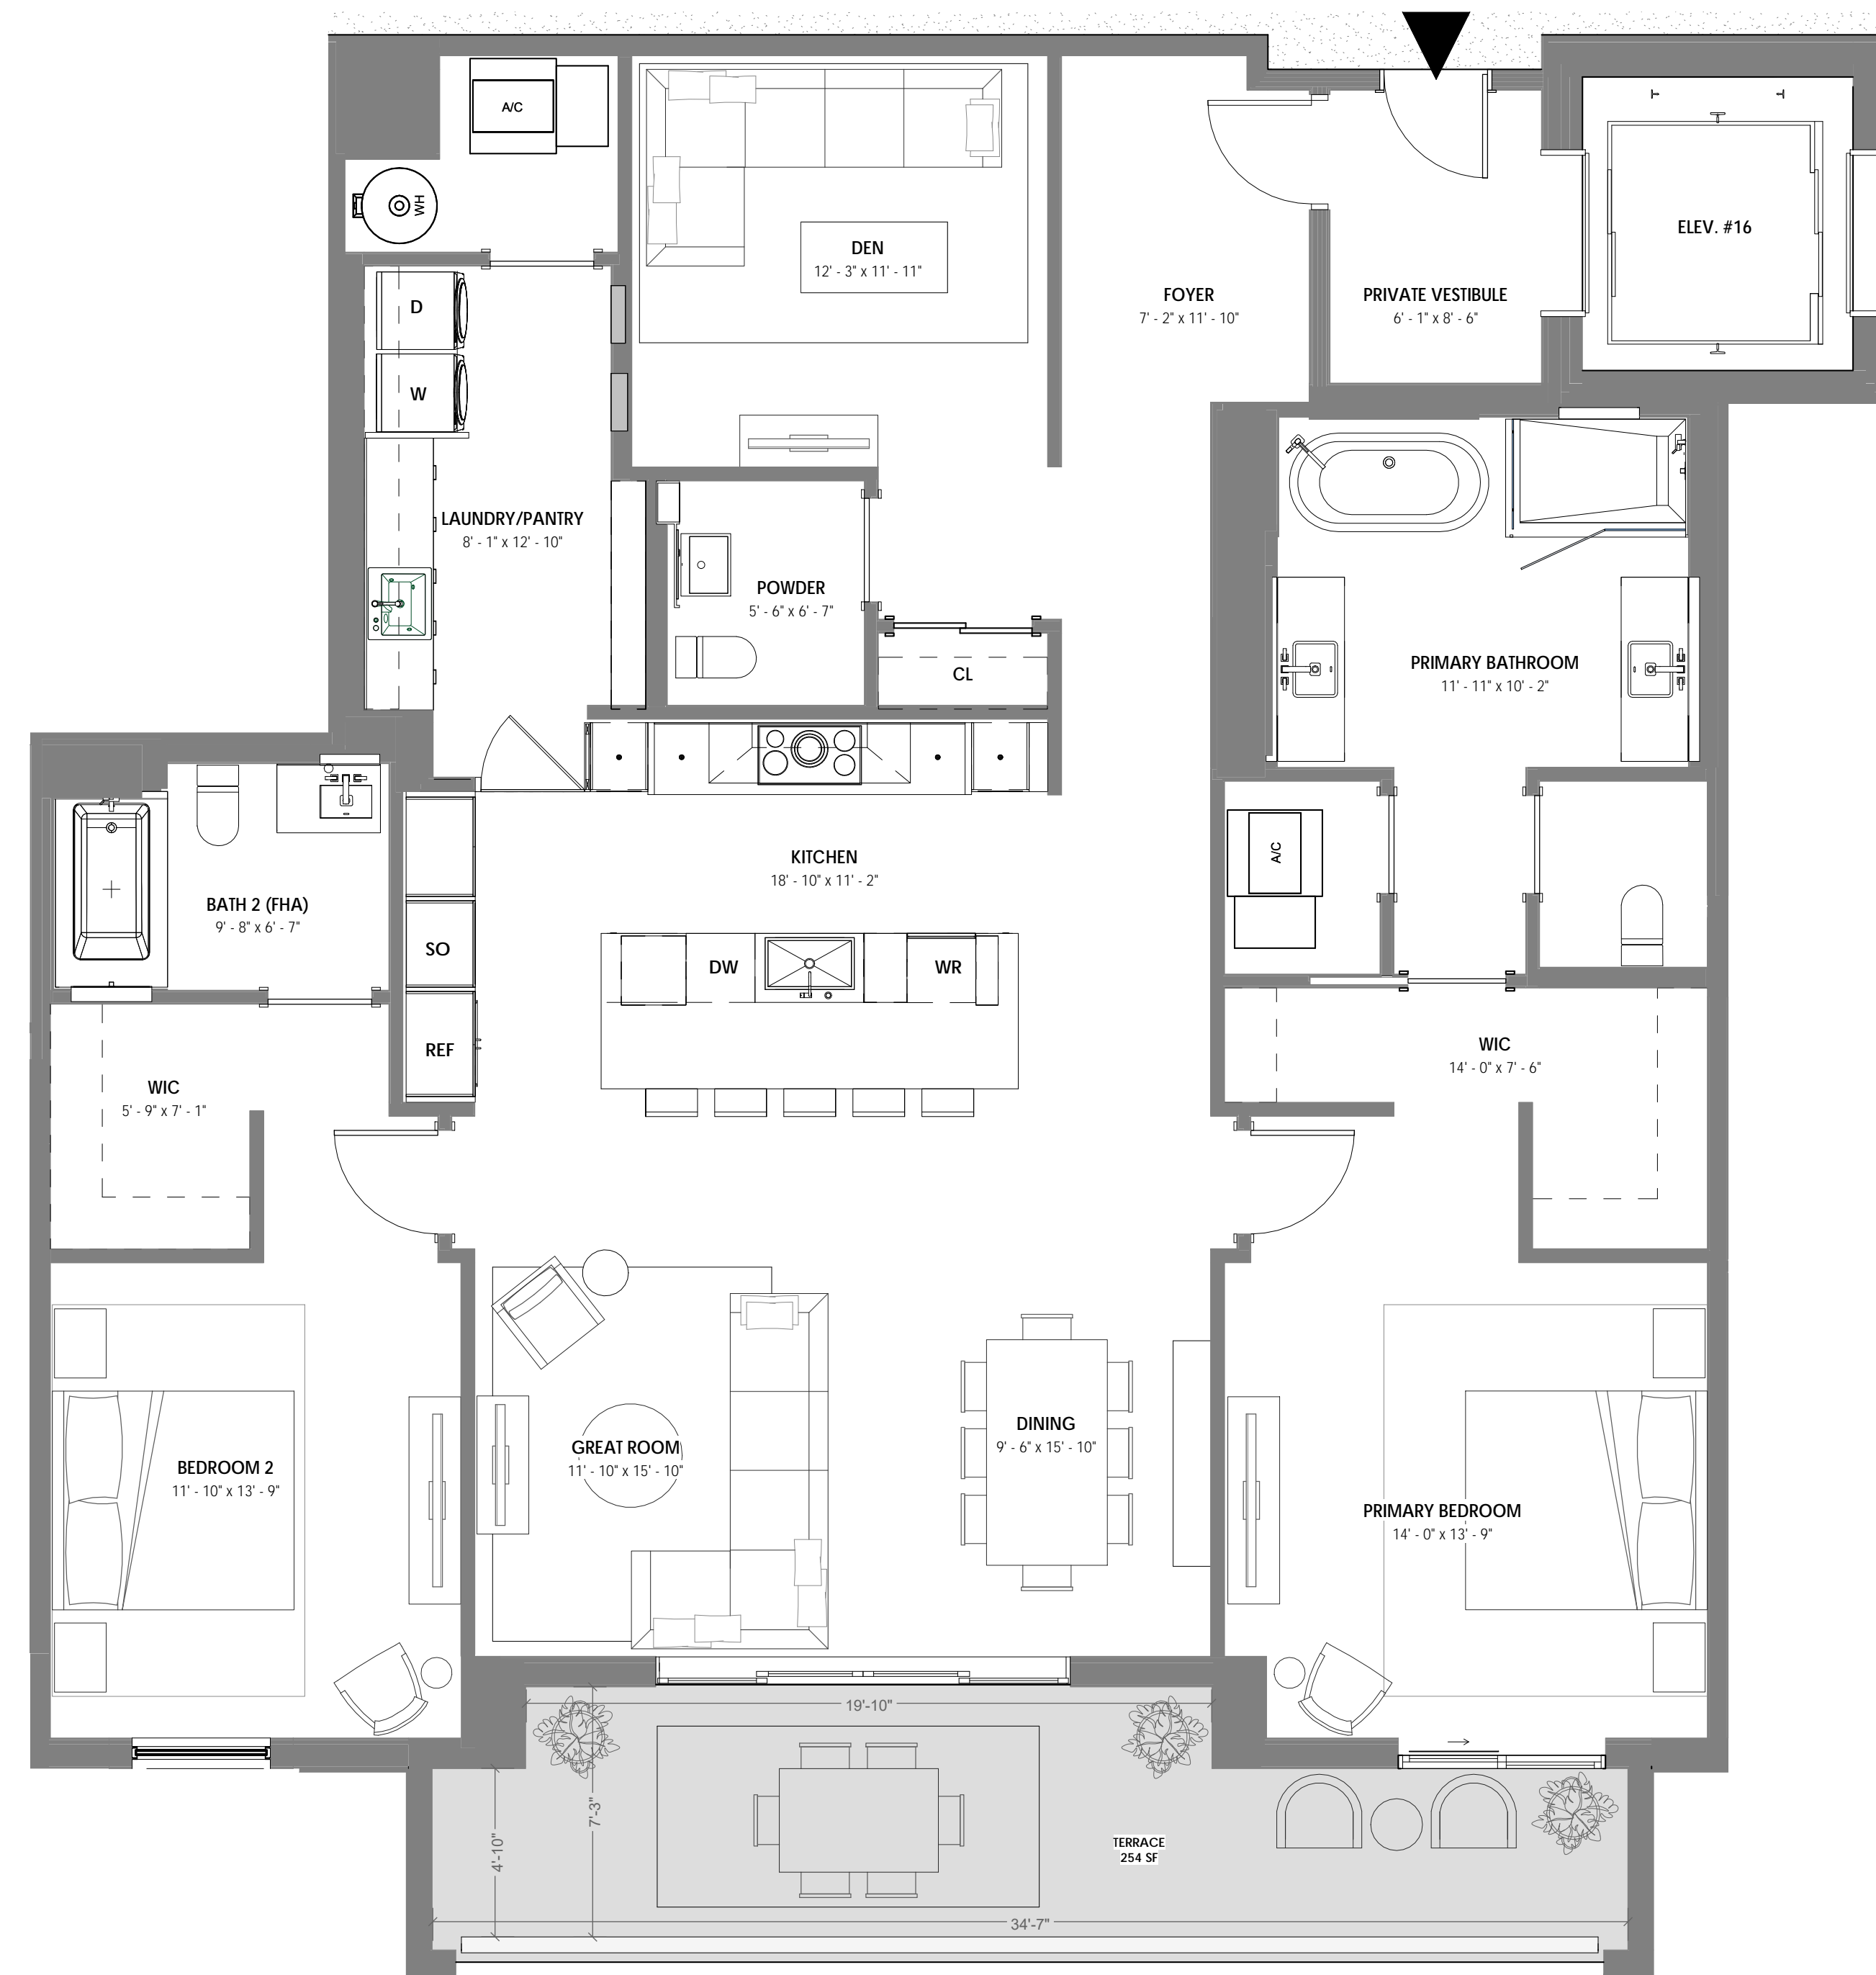 A/C
WH
DEN
12' - 3" x 11' - 11"
ELEV. #16
D
FOYER
7' - 2" x 11' - 10"
PRIVATE VESTIBULE
6' - 1" x 8' - 6"
W
LAUNDRY/PANTRY
8' - 1" x 12' - 10"
POWDER
5' - 6" x 6' - 7"
CL
PRIMARY BATHROOM
11' - 11" x 10' - 2"
KITCHEN
18' - 10" x 11' - 2"
A/C
BATH 2 (FHA)
9' - 8" x 6' - 7"
SO
DW
WR
REF
WIC
5' - 9" x 7' - 1"
WIC
14' - 0" x 7' - 6"
GREAT ROOM
11' - 10" x 15' - 10"
DINING
9' - 6" x 15' - 10"
BEDROOM 2
11' - 10" x 13' - 9"
PRIMARY BEDROOM
14' - 0" x 13' - 9"
19'-10"
7'-3"
4'-10"
TERRACE
254 SF
34'-7"